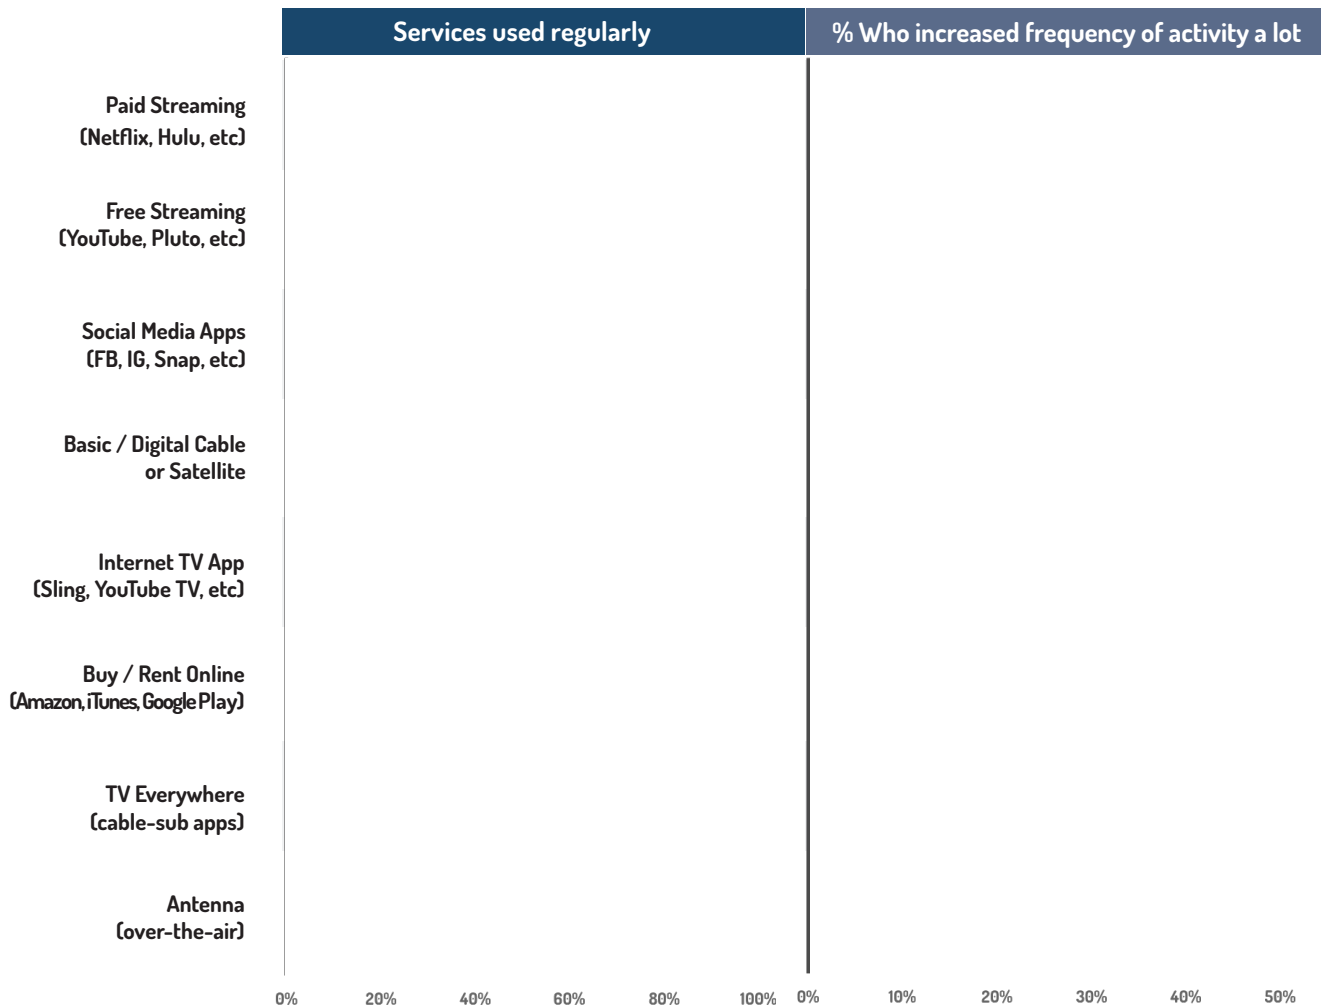 Services used regularly
% Who increased frequency of activity a lot
Paid Streaming
(Netflix, Hulu, etc)
Free Streaming
(YouTube, Pluto, etc)
Social Media Apps
(FB, IG, Snap, etc)
Basic / Digital Cable
or Satellite
Internet TV App
(Sling, YouTube TV, etc)
Buy / Rent Online
(Amazon, iTunes, Google Play)
TV Everywhere
(cable-sub apps)
Antenna
(over-the-air)
0% 20% 40% 60% 80% 100%
0% 10% 20% 30% 40% 50%